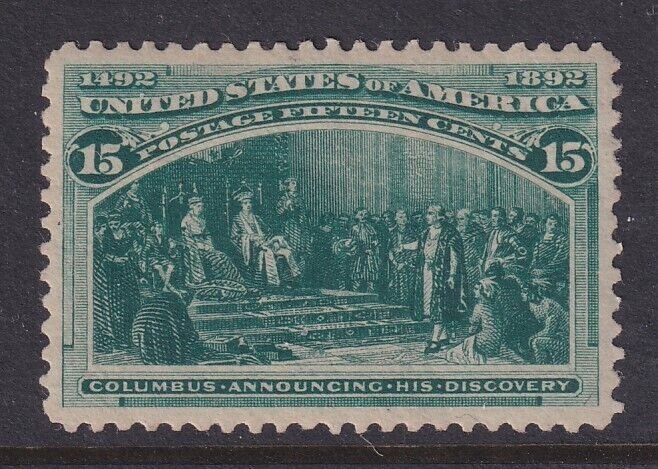 1492 1892
UNITED STATES OF AMERICA
POSTAGE FIFTEEN CENTS
15 15
COLUMBUS · ANNOUNCING · HIS · DISCOVERY